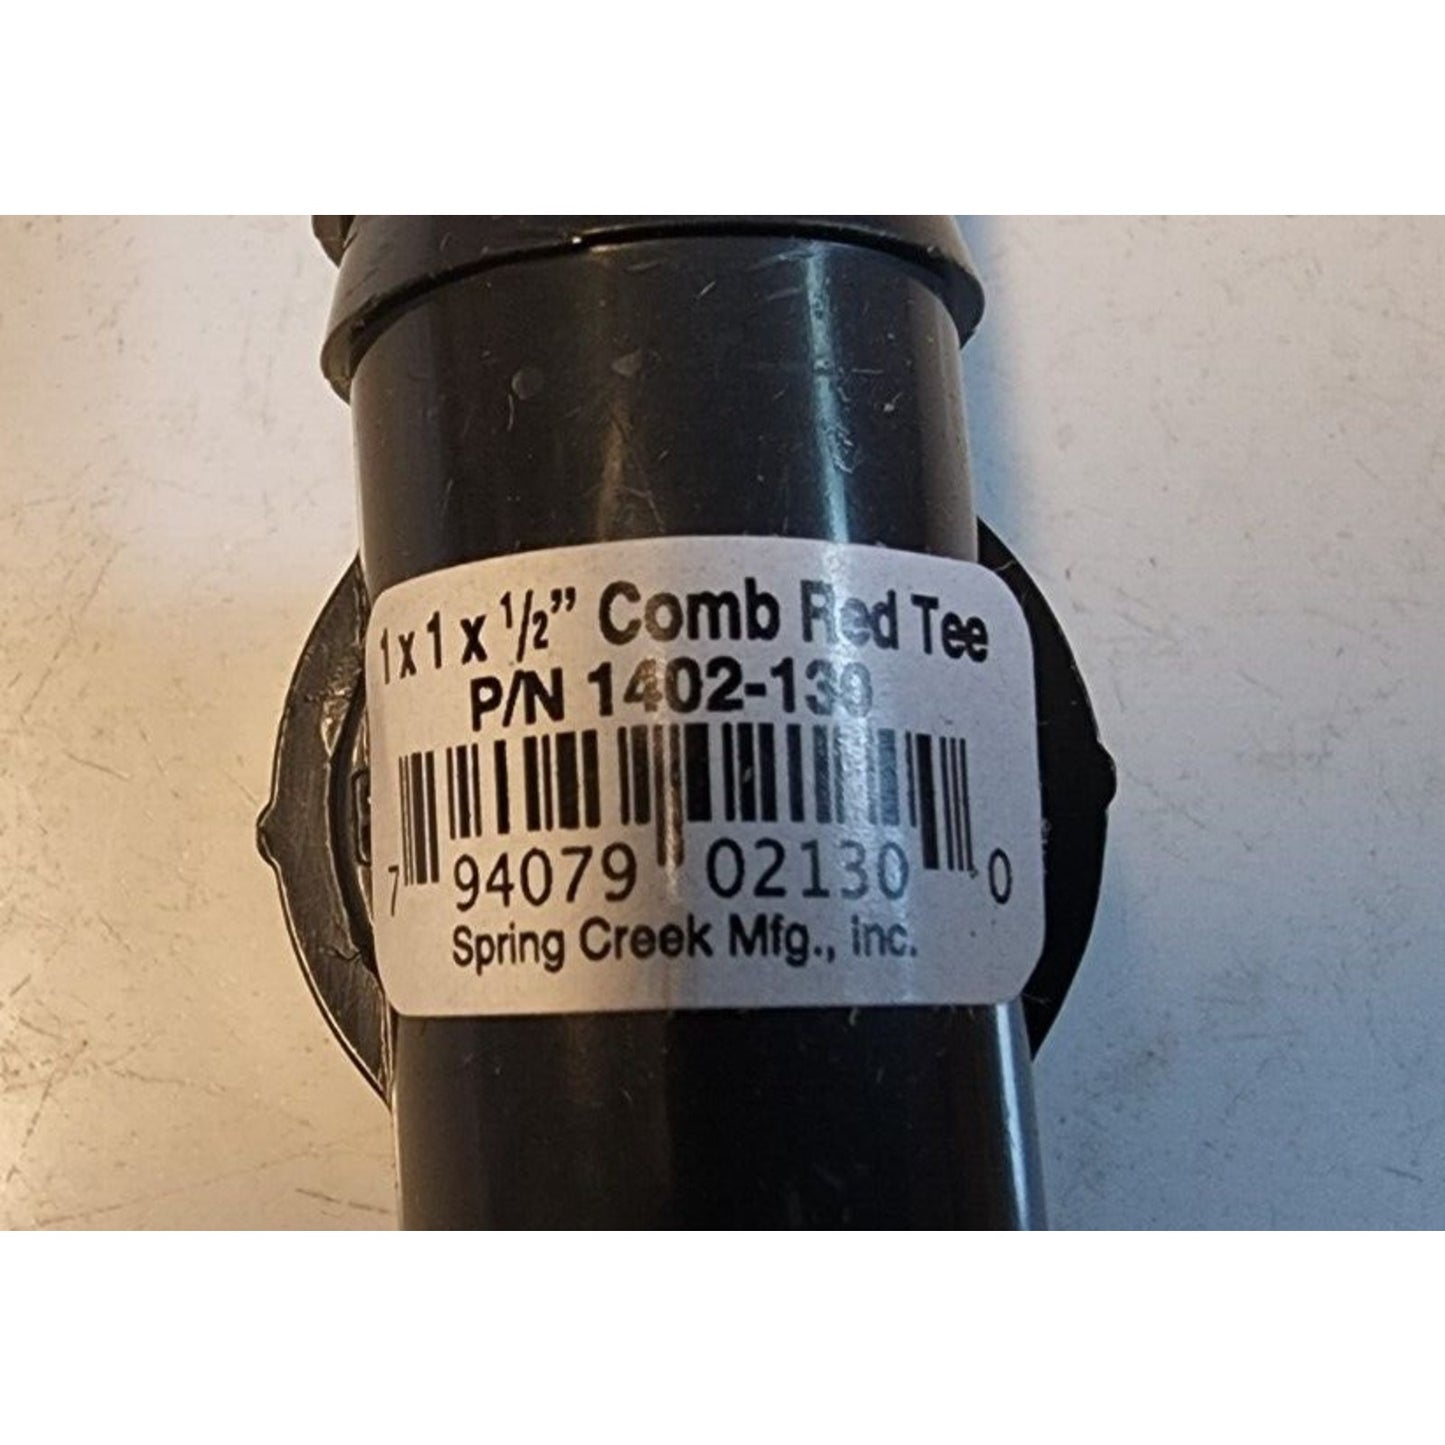 1 x 1 x 1/2” Comb Red Tee
P/N 1402-130
7 94079 02130 0
Spring Creek Mfg., Inc.